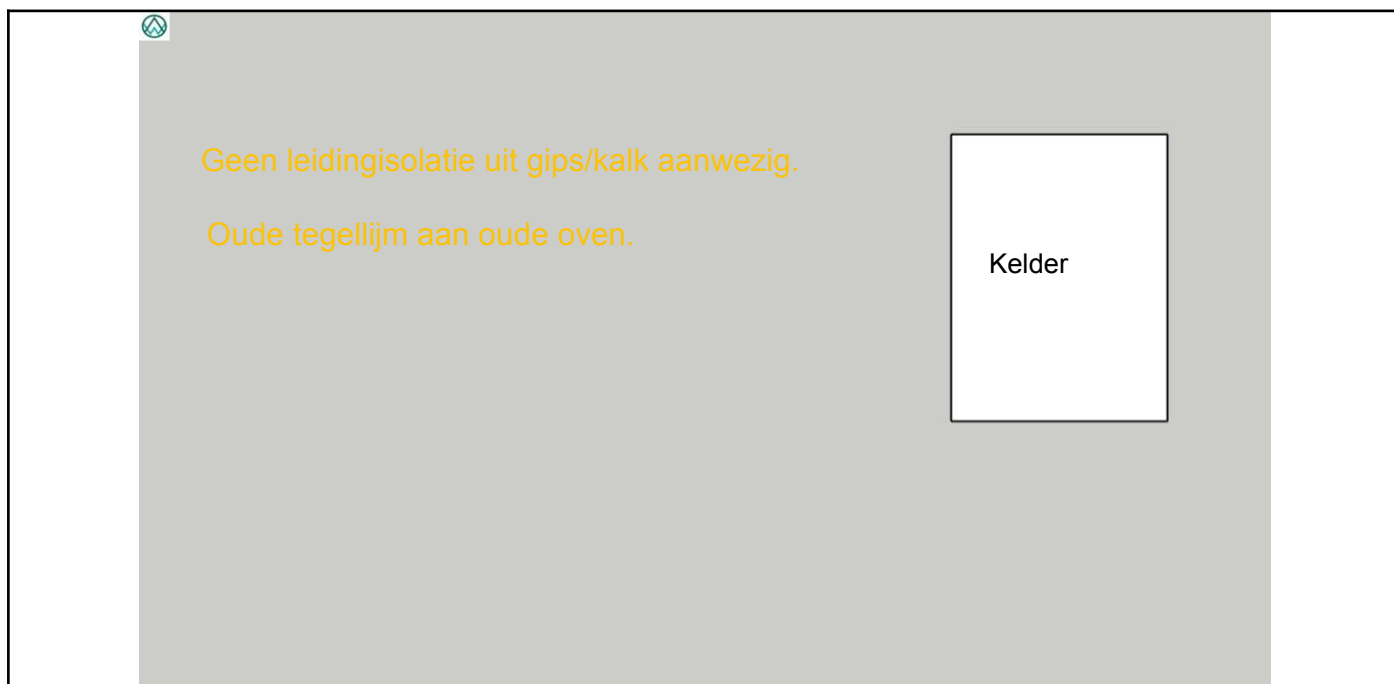 Geen leidingisolatie uit gips/kalk aanwezig.
Oude tegellijm aan oude oven.
Kelder